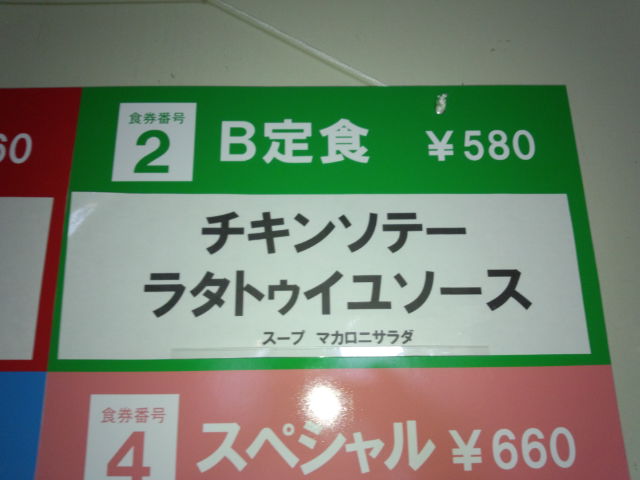 60
食券番号
2
B定食 ¥580
チキンソテー
ラタトゥイユソース
スープ マカロニサラダ
食券番号
4
スペシャル ¥660